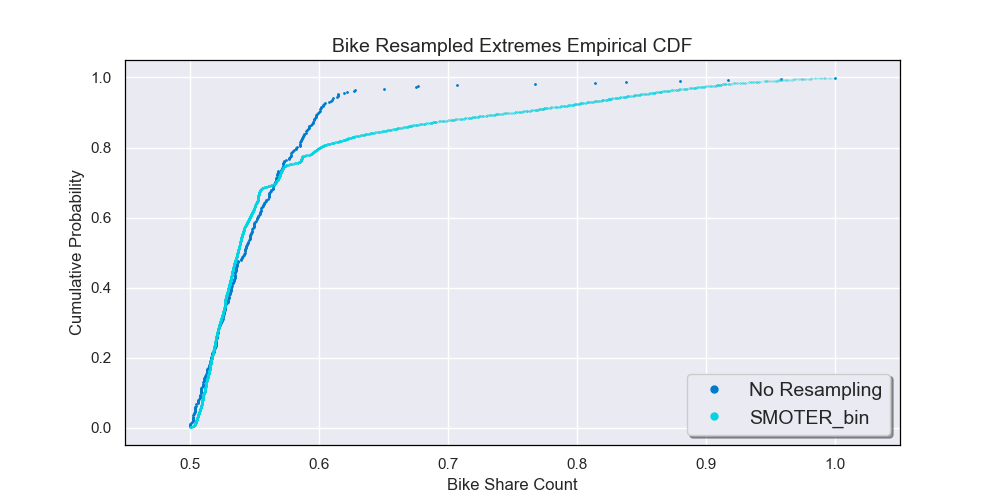 Bike Resampled Extremes Empirical CDF
Cumulative Probability
1.0
0.8
0.6
0.4
0.2
0.0
0.5
0.6
0.7
0.8
0.9
1.0
Bike Share Count
No Resampling
SMOTER_bin